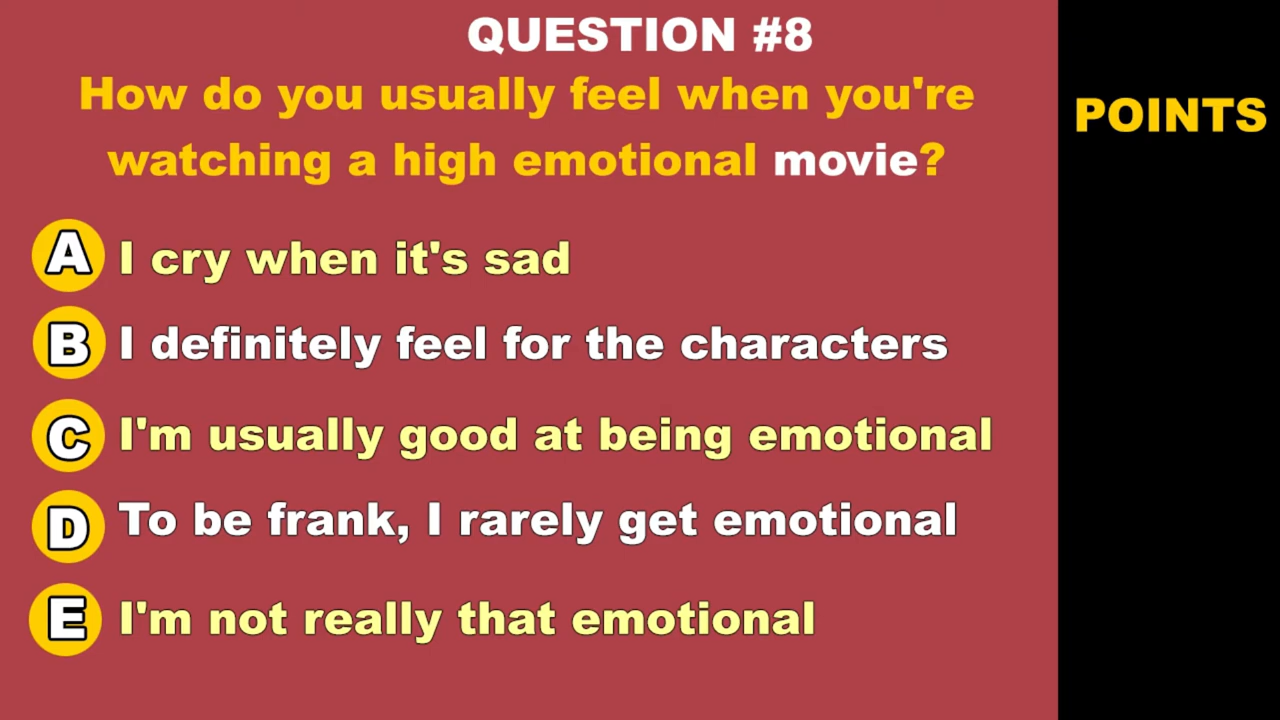 QUESTION #8
How do you usually feel when you're
watching a high emotional movie?
POINTS
A I cry when it's sad
B I definitely feel for the characters
C I'm usually good at being emotional
D To be frank, I rarely get emotional
E I'm not really that emotional